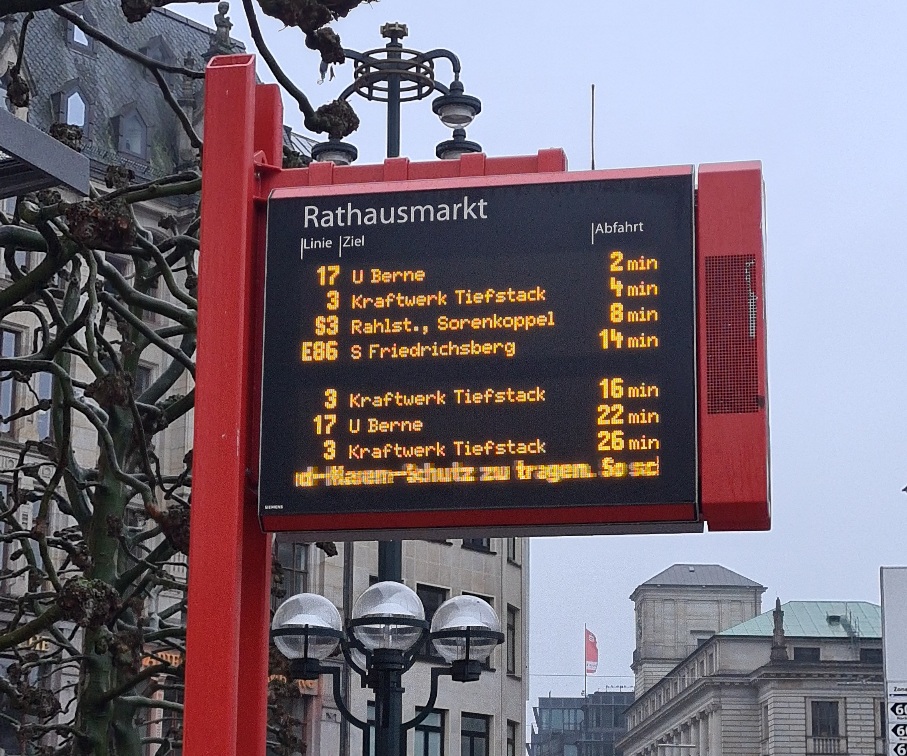 Rathausmarkt
Linie Ziel Abfahrt
17 U Berne 2 min
3 Kraftwerk Tiefstack 4 min
S3 Rahlst., Sorenkoppel 8 min
E86 S Friedrichsberg 14 min
3 Kraftwerk Tiefstack 16 min
17 U Berne 22 min
3 Kraftwerk Tiefstack 26 min
d-Nasen-Schutz zu tragen. So sc
SIEMENS